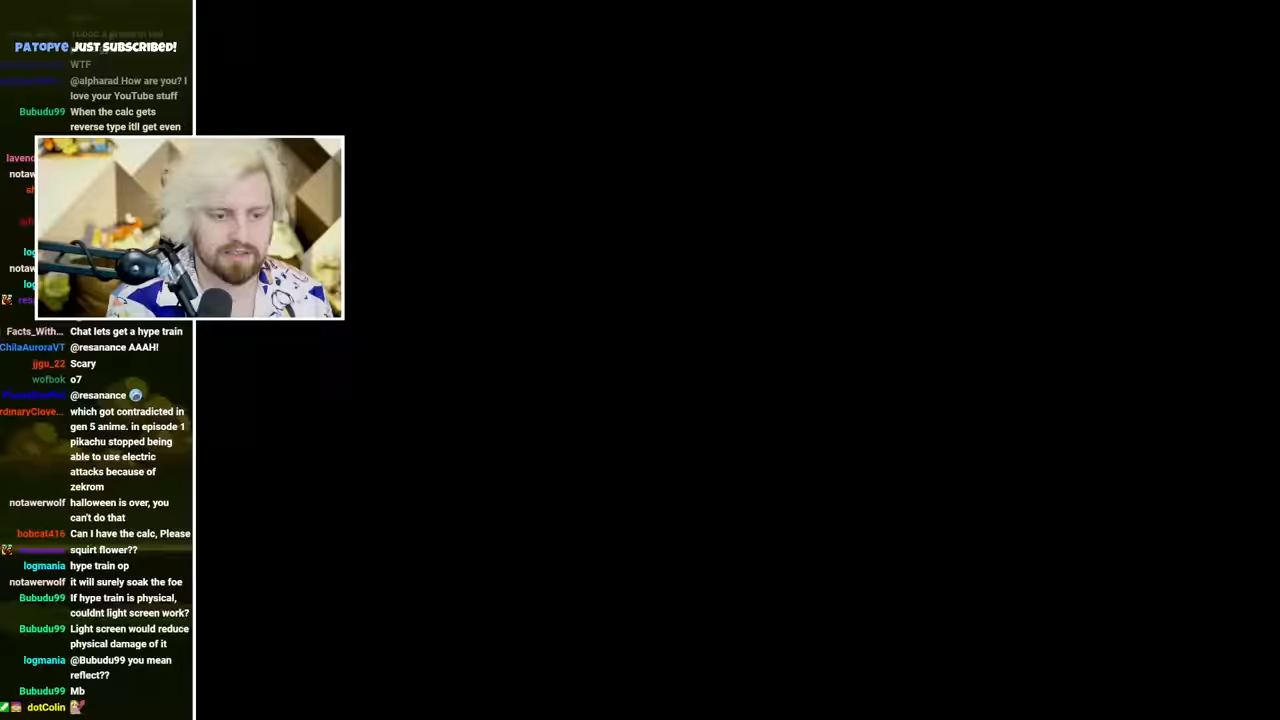 PATOPYE JUST SUBSCRIBED!
WTF
@alpharad How are you? I
love your YouTube stuff
Bubudu99 When the calc gets
reverse type itll get even
Facts_With... Chat lets get a hype train
ChilaAuroraVT @resanance AAAH!
jjgu_22 Scary
wofbok o7
@resanance
rdinaryClove... which got contradicted in
gen 5 anime. in episode 1
pikachu stopped being
able to use electric
attacks because of
zekrom
notawerwolf halloween is over, you
can't do that
bobcat416 Can I have the calc, Please
squirt flower??
logmania hype train op
notawerwolf it will surely soak the foe
Bubudu99 If hype train is physical,
couldnt light screen work?
Bubudu99 Light screen would reduce
physical damage of it
logmania @Bubudu99 you mean
reflect??
Bubudu99 Mb
dotColin